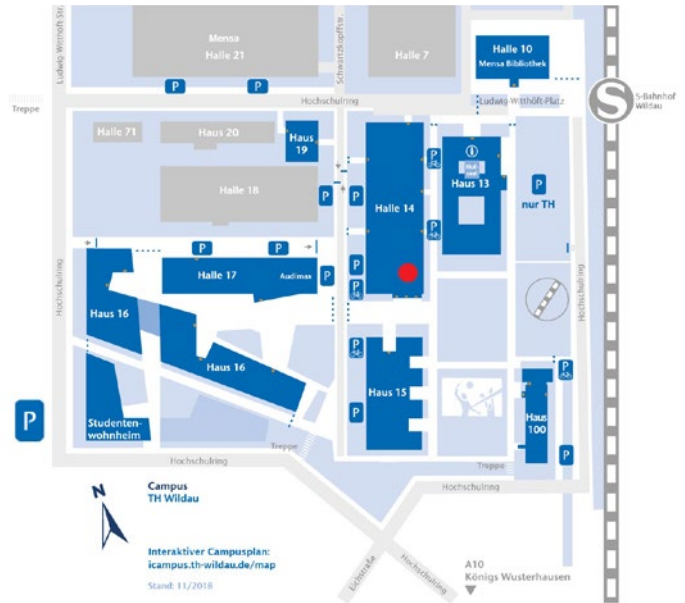 Ludwig-Witthöft-Str.
Mensa
Halle 21
Schwartzkopffstr.
Halle 7
Halle 10
Mensa Bibliothek
P
P
S
S-Bahnhof
Wildau
Treppe
Hochschulring
Ludwig-Witthöft-Platz
Halle 71
Haus 20
Haus
19
P
Haus 13
Halle 18
P
P
Halle 14
P
nur TH
P
P
P
Halle 17
Audimax
P
P
P
Hochschulring
Hochschulring
Haus 16
Haus 16
P
Haus 15
P
P
Haus
100
P
Studenten-
wohnheim
P
Treppe
Treppe
P
Hochschulring
Hochschulring
N
Campus
TH Wildau
Interaktiver Campusplan:
icampus.th-wildau.de/map
Stand: 11/2018
Lichstraße
Hochschulring
A10
Königs Wusterhausen